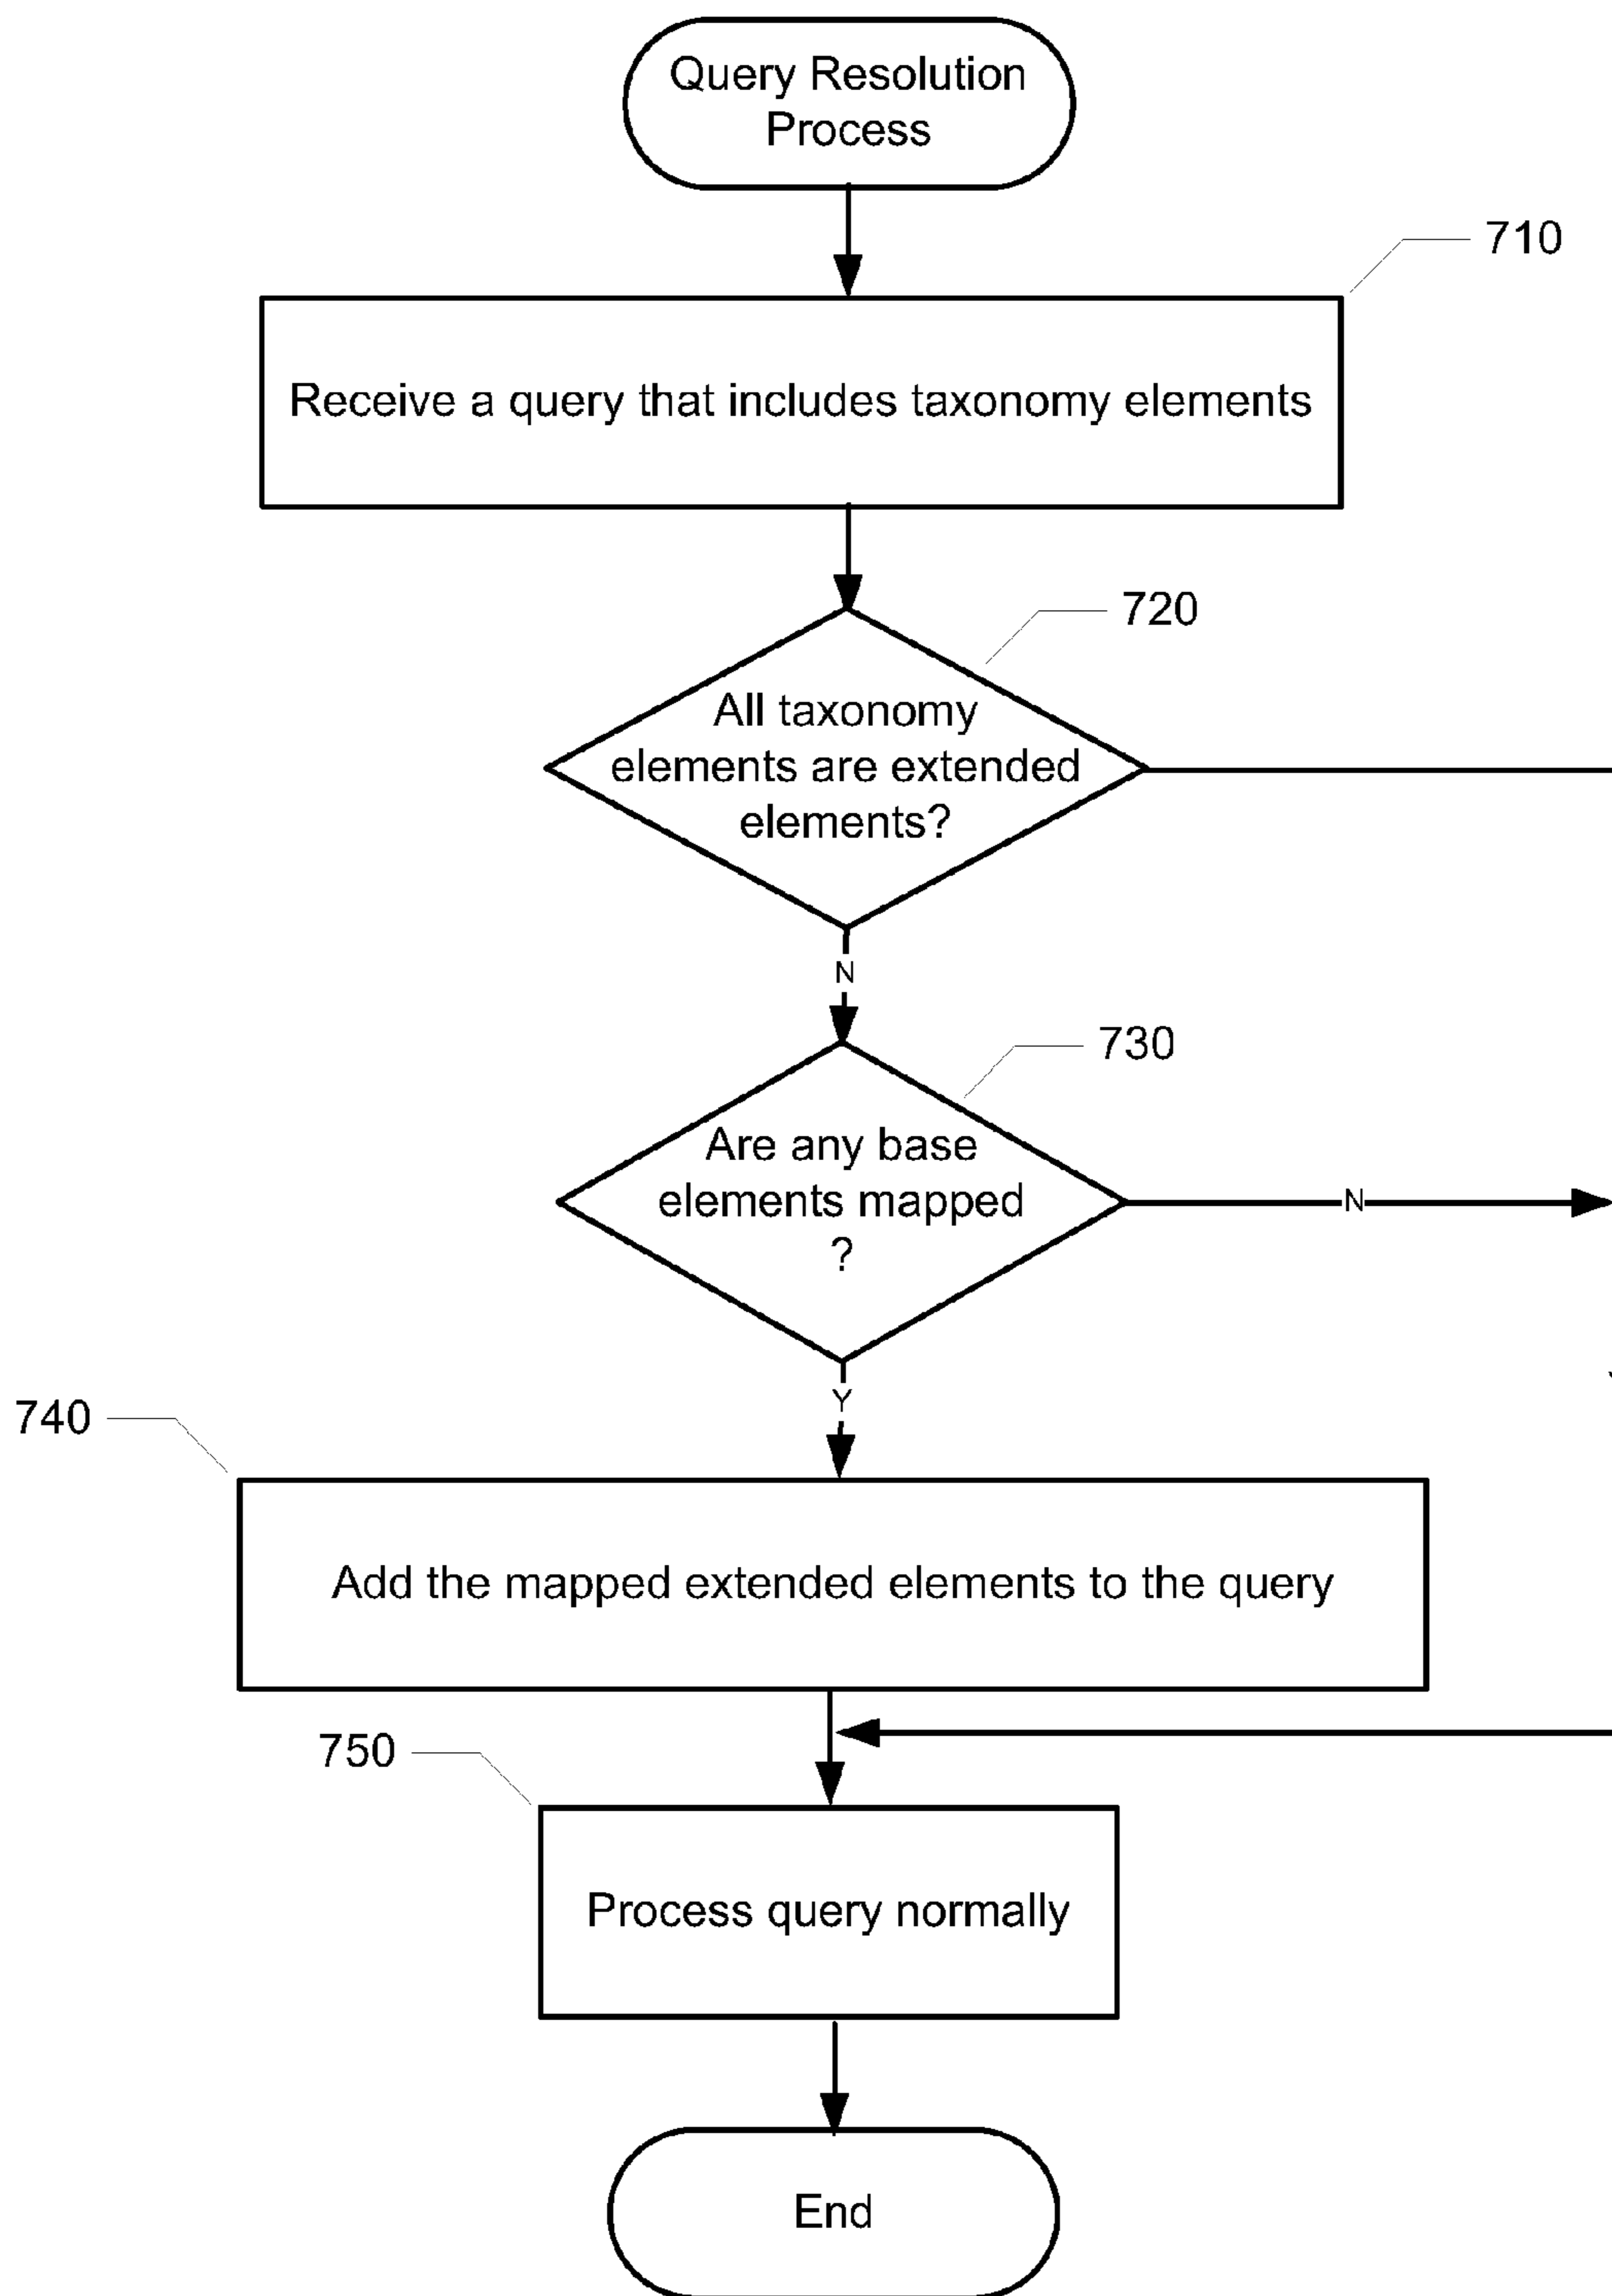 Query Resolution
Process
710
Receive a query that includes taxonomy elements
720
All taxonomy
elements are extended
elements?
N
730
Are any base
elements mapped
?
N
Y
740
Add the mapped extended elements to the query
750
Process query normally
End